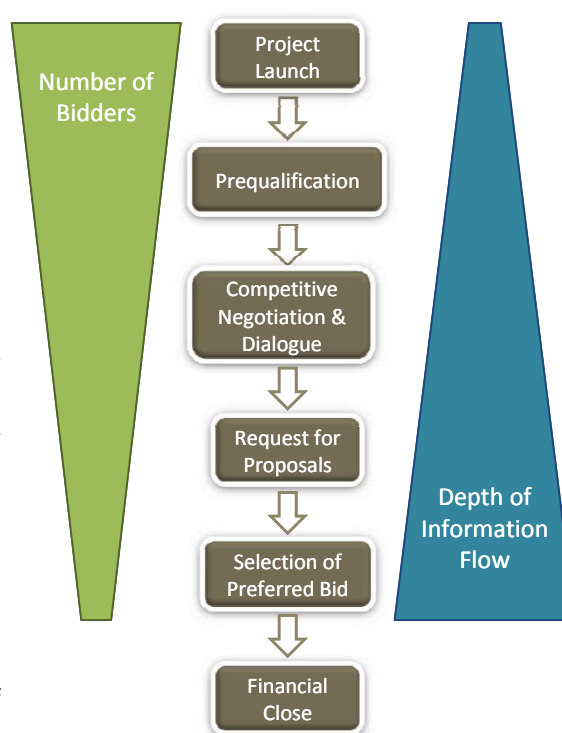 Number of
Bidders
Project
Launch
Prequalification
Competitive
Negotiation &
Dialogue
Request for
Proposals
Selection of
Preferred Bid
Financial
Close
Depth of
Information
Flow